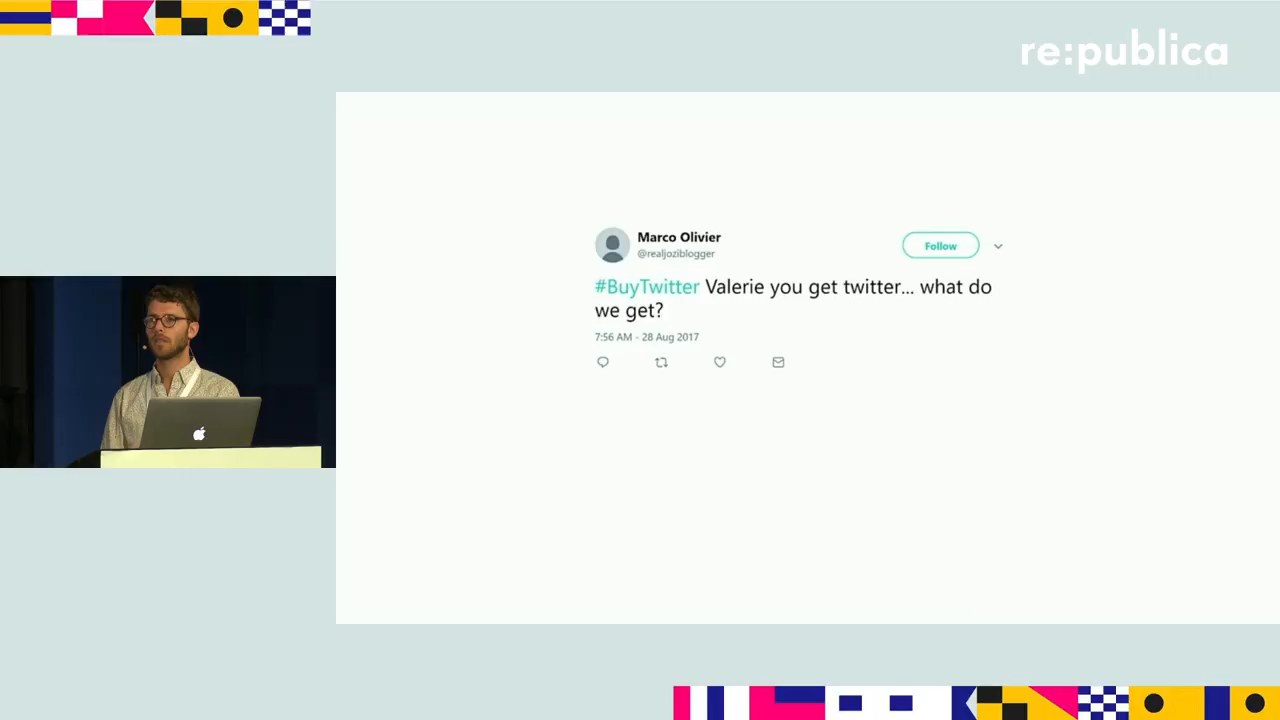 re:publica
Marco Olivier
@realjoziblogger
Follow
#BuyTwitter Valerie you get twitter... what do
we get?
7:56 AM - 28 Aug 2017